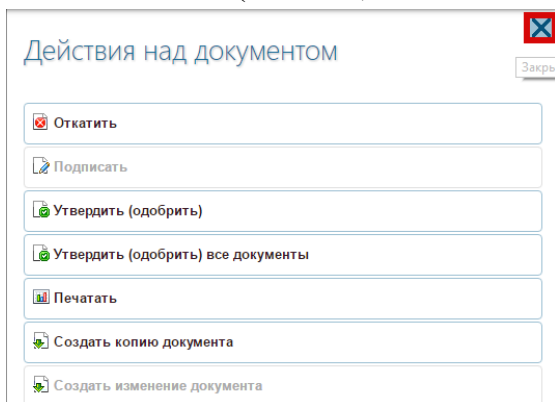 Действия над документом
Закры
Откатить
Подписать
Утвердить (одобрить)
Утвердить (одобрить) все документы
Печатать
Создать копию документа
Создать изменение документа